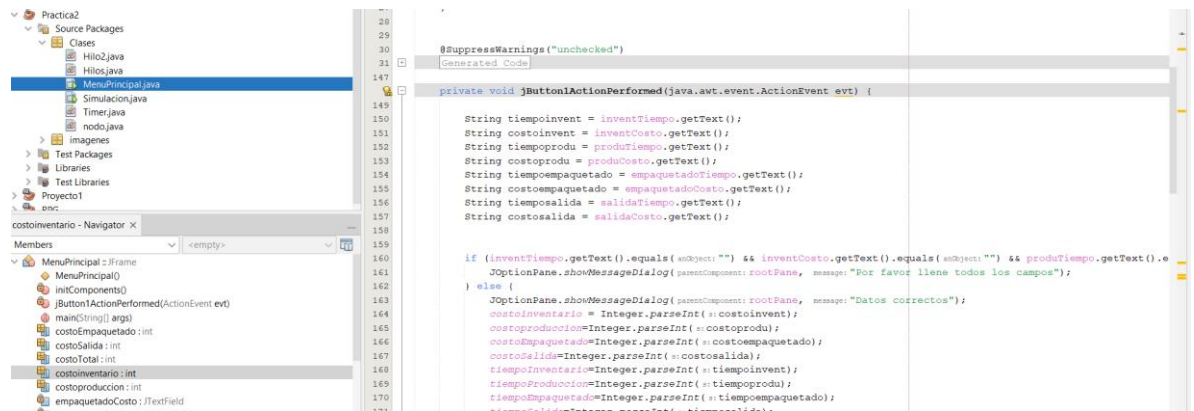 Practica2
Source Packages
Clases
Hilo2.java
Hilos.java
MenuPrincipal.java
Simulacion.java
Timer.java
nodo.java
imagenes
Test Packages
Libraries
Test Libraries
Proyecto1
costoinventario - Navigator ×
Members
<empty>
MenuPrincipal :: JFrame
MenuPrincipal()
initComponents()
jButton1ActionPerformed(ActionEvent evt)
main(String[] args)
costoEmpaquetado : int
costoSalida : int
costoTotal : int
costoinventario : int
costoproduccion : int
empaquetadoCosto : JTextField
28
29
30 @SuppressWarnings("unchecked")
31 Generated Code
147
private void jButton1ActionPerformed(java.awt.event.ActionEvent evt) {
149
150 String tiempoinvent = inventTiempo.getText();
151 String costoinvent = inventCosto.getText();
152 String tiempoprodu = produTiempo.getText();
153 String costoprodu = produCosto.getText();
154 String tiempoempaquetado = empaquetadoTiempo.getText();
155 String costoempaquetado = empaquetadoCosto.getText();
156 String tiemposalida = salidaTiempo.getText();
157 String costosalida = salidaCosto.getText();
158
159
160 if (inventTiempo.getText().equals( anObject: "") && inventCosto.getText().equals( anObject: "") && produTiempo.getText().e
161 JOptionPane.showMessageDialog( parentComponent: rootPane, message: "Por favor llene todos los campos");
162 } else {
163 JOptionPane.showMessageDialog( parentComponent: rootPane, message: "Datos correctos");
164 costoinventario = Integer.parseInt( s: costoinvent);
165 costoproduccion=Integer.parseInt( s: costoprodu);
166 costoEmpaquetado=Integer.parseInt( s: costoempaquetado);
167 costoSalida=Integer.parseInt( s: costosalida);
168 tiempoInventario=Integer.parseInt( s: tiempoinvent);
169 tiempoProduccion=Integer.parseInt( s: tiempoprodu);
170 tiempoEmpaquetado=Integer.parseInt( s: tiempoempaquetado);